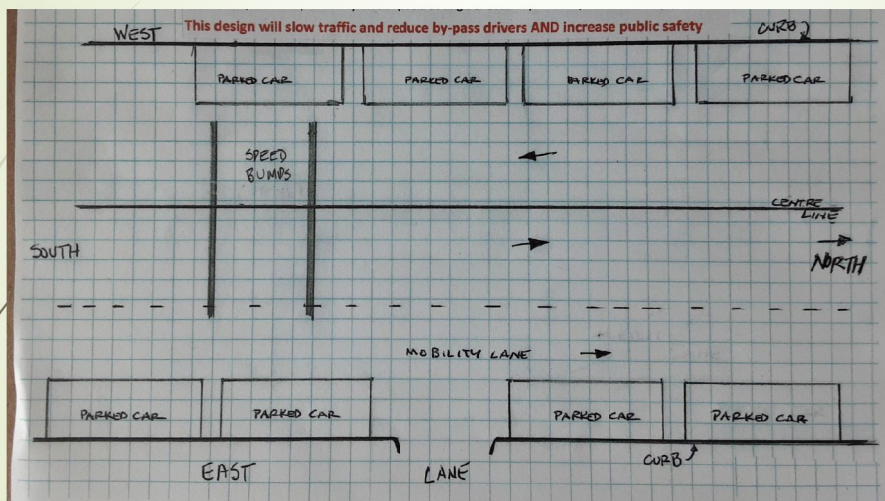 This design will slow traffic and reduce by-pass drivers AND increase public safety
WEST
CURB
PARKED CAR
PARKED CAR
PARKED CAR
PARKED CAR
SPEED
BUMPS
CENTRE
LINE
SOUTH
NORTH
MOBILITY LANE
PARKED CAR
PARKED CAR
PARKED CAR
PARKED CAR
EAST
LANE
CURB